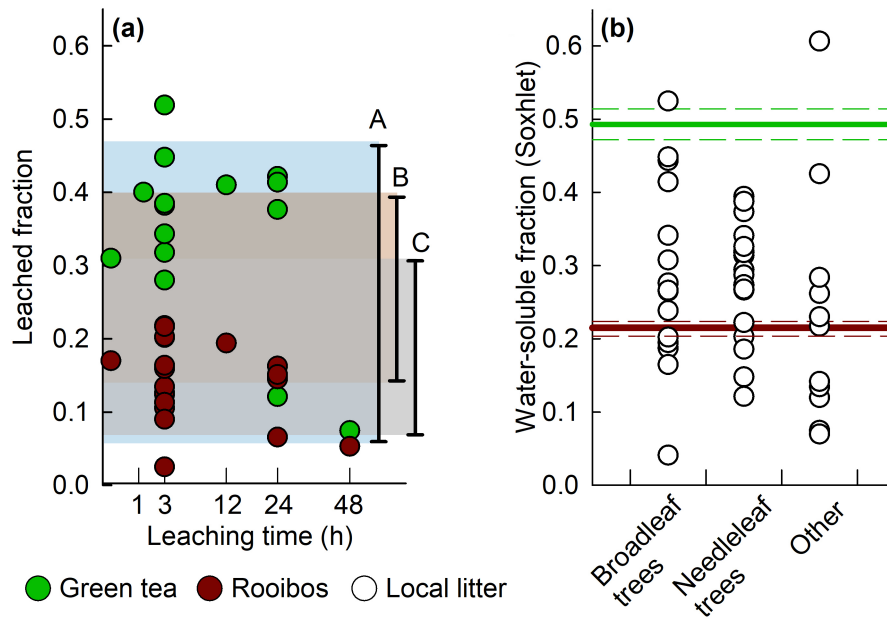 (a)
Leached fraction
0.6
0.5
0.4
0.3
0.2
0.1
0.0
A
B
C
1 3 12 24 48
Leaching time (h)
(b)
Water-soluble fraction (Soxhlet)
0.6
0.5
0.4
0.3
0.2
0.1
0.0
Broadleaf
trees
Needleleaf
trees
Other
Green tea Rooibos Local litter